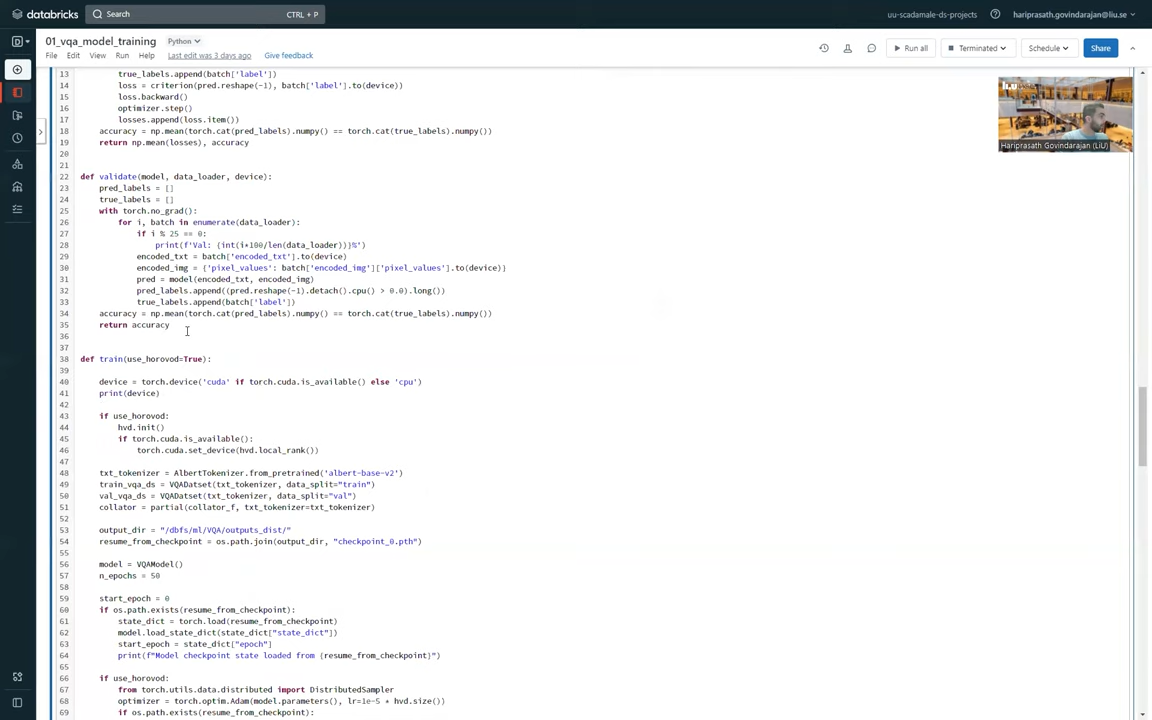 databricks
Search
CTRL + P
uu-scadamale-ds-projects
hariprasath.govindarajan@liu.se
01_vqa_model_training
Python
File
Edit
View
Run
Help
Last edit was 3 days ago
Give feedback
Run all
Terminated
Schedule
Share
13 true_labels.append(batch['label'])
14 loss = criterion(pred.reshape(-1), batch['label'].to(device))
15 loss.backward()
16 optimizer.step()
17 losses.append(loss.item())
18 accuracy = np.mean(torch.cat(pred_labels).numpy() == torch.cat(true_labels).numpy())
19 return np.mean(losses), accuracy
20
21
22 def validate(model, data_loader, device):
23 pred_labels = []
24 true_labels = []
25 with torch.no_grad():
26 for i, batch in enumerate(data_loader):
27 if i % 25 == 0:
28 print(f'Val: {int(i*100/len(data_loader))}%')
29 encoded_txt = batch['encoded_txt'].to(device)
30 encoded_img = {'pixel_values': batch['encoded_img']['pixel_values'].to(device)}
31 pred = model(encoded_txt, encoded_img)
32 pred_labels.append((pred.reshape(-1).detach().cpu() > 0.0).long())
33 true_labels.append(batch['label'])
34 accuracy = np.mean(torch.cat(pred_labels).numpy() == torch.cat(true_labels).numpy())
35 return accuracy
36
37
38 def train(use_horovod=True):
39
40 device = torch.device('cuda' if torch.cuda.is_available() else 'cpu')
41 print(device)
42
43 if use_horovod:
44 hvd.init()
45 if torch.cuda.is_available():
46 torch.cuda.set_device(hvd.local_rank())
47
48 txt_tokenizer = AlbertTokenizer.from_pretrained('albert-base-v2')
49 train_vqa_ds = VQADatset(txt_tokenizer, data_split="train")
50 val_vqa_ds = VQADatset(txt_tokenizer, data_split="val")
51 collator = partial(collator_f, txt_tokenizer=txt_tokenizer)
52
53 output_dir = "/dbfs/ml/VQA/outputs_dist/"
54 resume_from_checkpoint = os.path.join(output_dir, "checkpoint_0.pth")
55
56 model = VQAModel()
57 n_epochs = 50
58
59 start_epoch = 0
60 if os.path.exists(resume_from_checkpoint):
61 state_dict = torch.load(resume_from_checkpoint)
62 model.load_state_dict(state_dict["state_dict"])
63 start_epoch = state_dict["epoch"]
64 print(f"Model checkpoint state loaded from {resume_from_checkpoint}")
65
66 if use_horovod:
67 from torch.utils.data.distributed import DistributedSampler
68 optimizer = torch.optim.Adam(model.parameters(), lr=1e-5 * hvd.size())
69 if os.path.exists(resume_from_checkpoint):
Hariprasath Govindarajan (LiU)